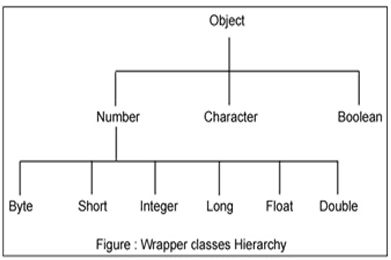 Object
Number Character Boolean
Byte Short Integer Long Float Double
Figure : Wrapper classes Hierarchy